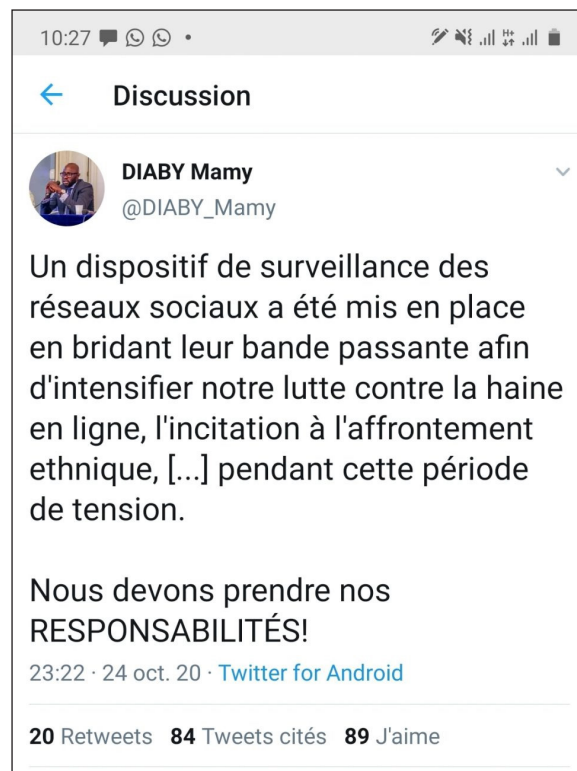 10:27
Discussion
DIABY Mamy
@DIABY_Mamy
Un dispositif de surveillance des
réseaux sociaux a été mis en place
en bridant leur bande passante afin
d'intensifier notre lutte contre la haine
en ligne, l'incitation à l'affrontement
ethnique, [...] pendant cette période
de tension.
Nous devons prendre nos
RESPONSABILITÉS!
23:22 · 24 oct. 20 · Twitter for Android
20 Retweets 84 Tweets cités 89 J'aime